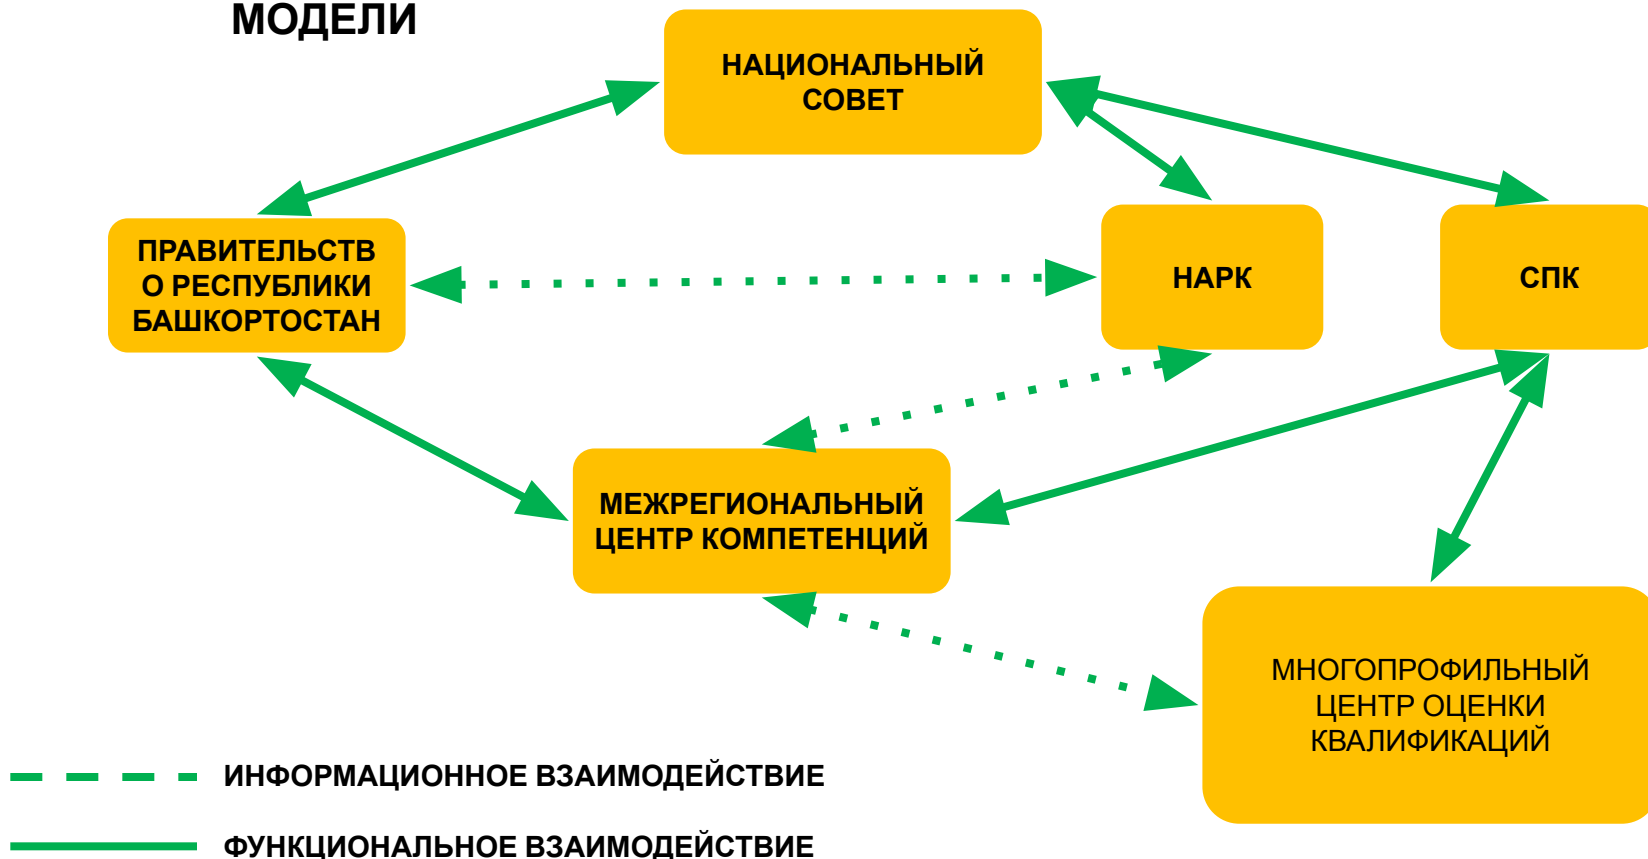 МОДЕЛИ
НАЦИОНАЛЬНЫЙ
СОВЕТ
ПРАВИТЕЛЬСТВ
О РЕСПУБЛИКИ
БАШКОРТОСТАН
НАРК
СПК
МЕЖРЕГИОНАЛЬНЫЙ
ЦЕНТР КОМПЕТЕНЦИЙ
МНОГОПРОФИЛЬНЫЙ
ЦЕНТР ОЦЕНКИ
КВАЛИФИКАЦИЙ
ИНФОРМАЦИОННОЕ ВЗАИМОДЕЙСТВИЕ
ФУНКЦИОНАЛЬНОЕ ВЗАИМОДЕЙСТВИЕ